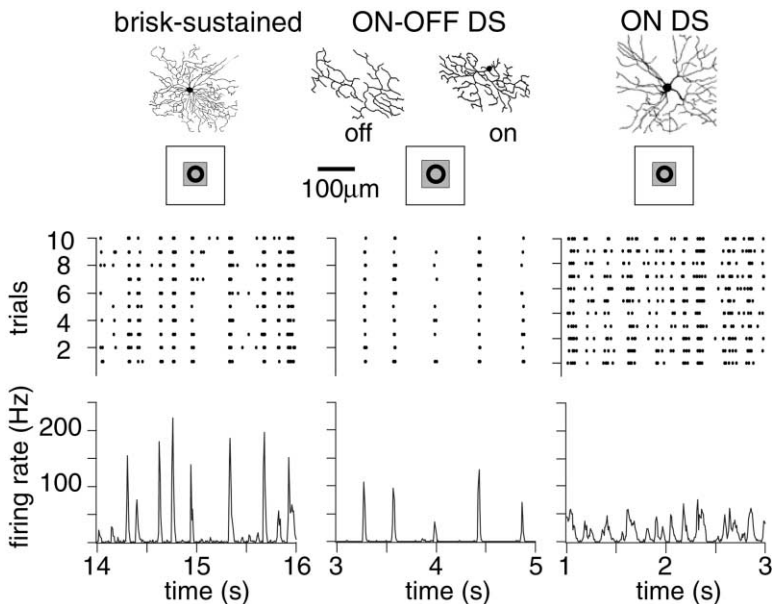 brisk-sustained ON-OFF DS ON DS
off on
100µm
10
8
6
4
2
trials
200
100
firing rate (Hz)
14 15 16 3 4 5 1 2 3
time (s) time (s) time (s)